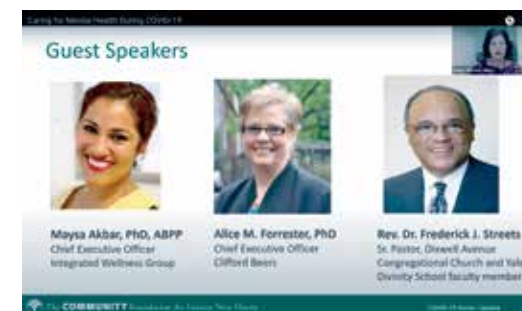 Caring for Mental Health During COVID-19
Guest Speakers
Maysa Akbar, PhD, ABPP
Chief Executive Officer
Integrated Wellness Group
Alice M. Forrester, PhD
Chief Executive Officer
Clifford Beers
Rev. Dr. Frederick J. Streets
Sr. Pastor, Dixwell Avenue
Congregational Church and Yale
Divinity School faculty member
The COMMUNITY Foundation for Greater New Haven